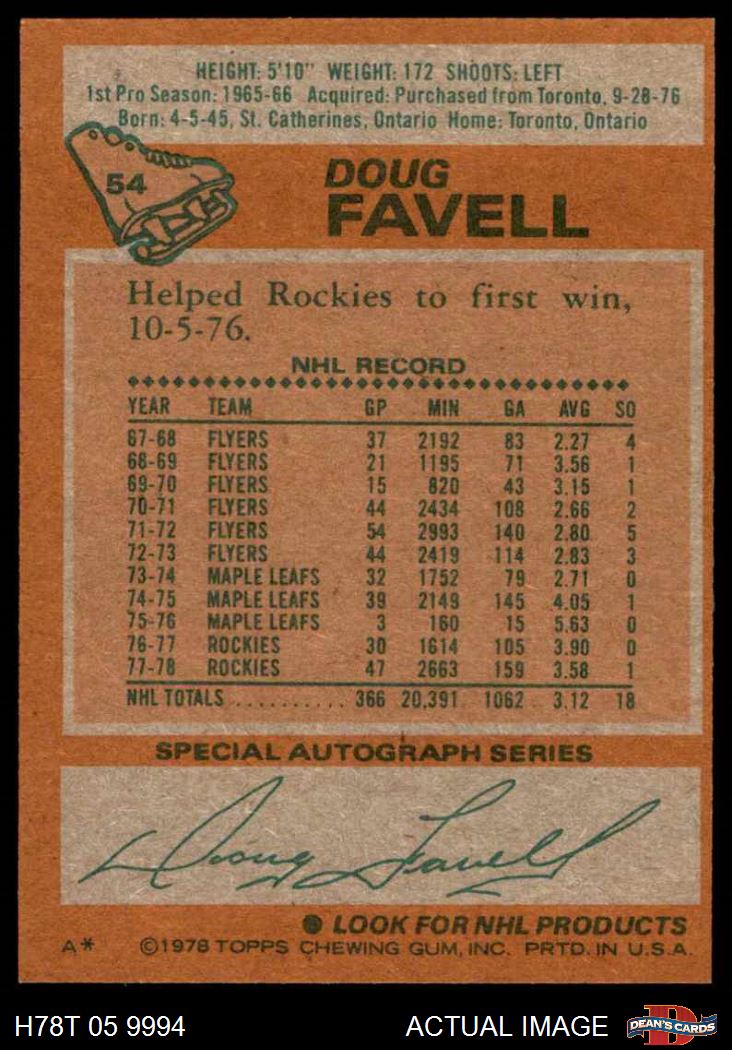 HEIGHT: 5'10" WEIGHT: 172 SHOOTS: LEFT
1st Pro Season: 1965-66 Acquired: Purchased from Toronto, 9-28-76
Born: 4-5-45, St. Catherines, Ontario Home: Toronto, Ontario
54
DOUG
FAVELL
Helped Rockies to first win,
10-5-76.
NHL RECORD
YEAR TEAM GP MIN GA AVG SO
67-68 FLYERS 37 2192 83 2.27 4
68-69 FLYERS 21 1195 71 3.56 1
69-70 FLYERS 15 820 43 3.15 1
70-71 FLYERS 44 2434 108 2.66 2
71-72 FLYERS 54 2993 140 2.80 5
72-73 FLYERS 44 2419 114 2.83 3
73-74 MAPLE LEAFS 32 1752 79 2.71 0
74-75 MAPLE LEAFS 39 2149 145 4.05 1
75-76 MAPLE LEAFS 3 160 15 5.63 0
76-77 ROCKIES 30 1614 105 3.90 0
77-78 ROCKIES 47 2663 159 3.58 1
NHL TOTALS .......... 366 20,391 1062 3.12 18
SPECIAL AUTOGRAPH SERIES
Doug Favell
● LOOK FOR NHL PRODUCTS
A* ©1978 TOPPS CHEWING GUM, INC. PRTD. IN U.S.A.
H78T 05 9994 ACTUAL IMAGE D DEAN'S CARDS